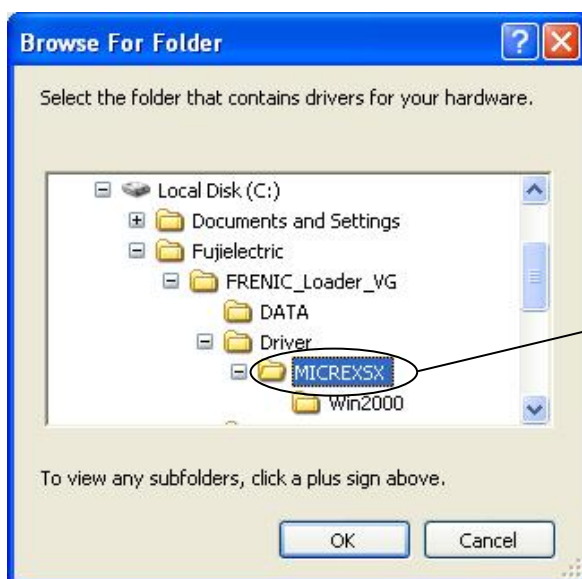 Browse For Folder
Select the folder that contains drivers for your hardware.
Local Disk (C:)
Documents and Settings
Fujielectric
FRENIC_Loader_VG
DATA
Driver
MICREXSX
Win2000
To view any subfolders, click a plus sign above.
OK Cancel